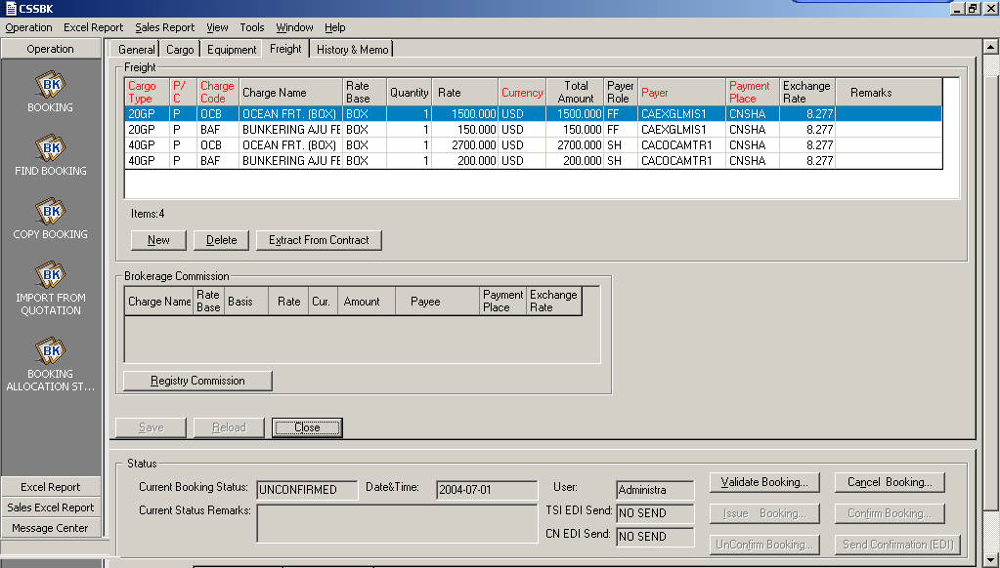 CSSBK
Operation Excel Report Sales Report View Tools Window Help
Operation
BOOKING
FIND BOOKING
COPY BOOKING
IMPORT FROM
QUOTATION
BOOKING
ALLOCATION ST...
Excel Report
Sales Excel Report
Message Center
General Cargo Equipment Freight History & Memo
Freight
Cargo Type P/C Charge Code Charge Name Rate Base Quantity Rate Currency Total Amount Payer Role Payer Payment Place Exchange Rate Remarks
20GP P OCB OCEAN FRT. (BOX) BOX 1 1500.000 USD 1500.000 FF CAEXGLMIS1 CNSHA 8.277
20GP P BAF BUNKERING AJU FE BOX 1 150.000 USD 150.000 FF CAEXGLMIS1 CNSHA 8.277
40GP P OCB OCEAN FRT. (BOX) BOX 1 2700.000 USD 2700.000 SH CACOCAMTR1 CNSHA 8.277
40GP P BAF BUNKERING AJU FE BOX 1 200.000 USD 200.000 SH CACOCAMTR1 CNSHA 8.277
Items:4
New Delete Extract From Contract
Brokerage Commission
Charge Name Rate Base Basis Rate Cur. Amount Payee Payment Place Exchange Rate
Registry Commission
Save Reload Close
Status
Current Booking Status: UNCONFIRMED Date&Time: 2004-07-01 User: Administra Validate Booking... Cancel Booking...
Current Status Remarks: TSI EDI Send: NO SEND Issue Booking... Confirm Booking...
CN EDI Send: NO SEND UnConfirm Booking... Send Confirmation (EDI)
BK
BK
BK
BK
BK